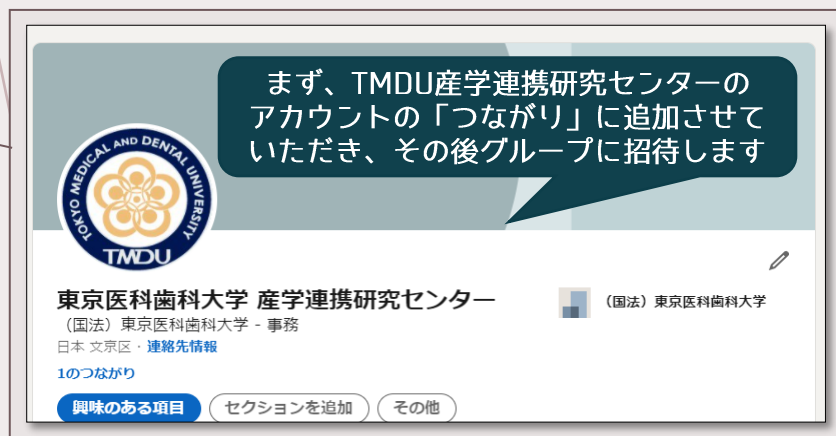 まず、TMDU産学連携研究センターの
アカウントの「つながり」に追加させて
いただき、その後グループに招待します
TOKYO MEDICAL AND DENTAL UNIVERSITY
TMDU
東京医科歯科大学 産学連携研究センター
（国法）東京医科歯科大学
（国法）東京医科歯科大学 - 事務
日本 文京区・連絡先情報
1のつながり
興味のある項目
セクションを追加
その他